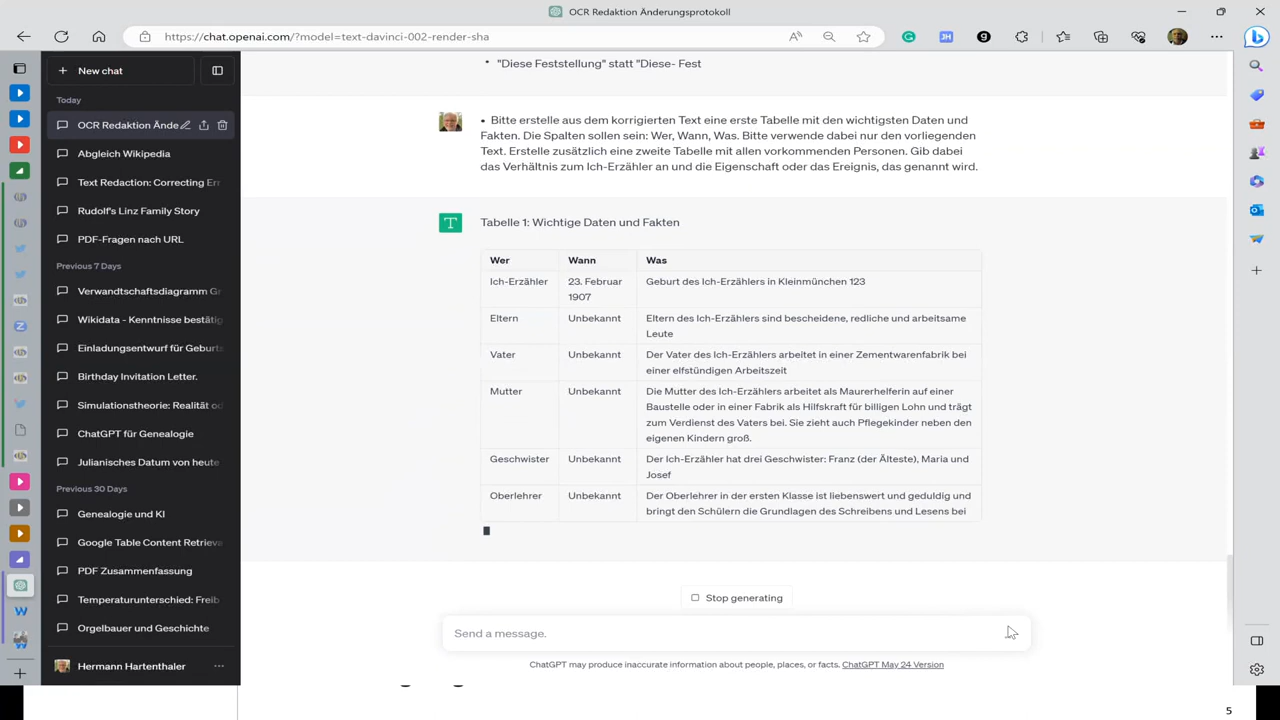 OCR Redaktion Änderungsprotokoll
https://chat.openai.com/?model=text-davinci-002-render-sha
New chat
Today
OCR Redaktion Ände
Abgleich Wikipedia
Text Redaction: Correcting Err
Rudolf's Linz Family Story
PDF-Fragen nach URL
Previous 7 Days
Verwandtschaftsdiagramm Gr
Wikidata - Kenntnisse bestätig
Einladungsentwurf für Geburts
Birthday Invitation Letter.
Simulationstheorie: Realität od
ChatGPT für Genealogie
Julianisches Datum von heute
Previous 30 Days
Genealogie und KI
Google Table Content Retrieva
PDF Zusammenfassung
Temperaturunterschied: Freib
Orgelbauer und Geschichte
Hermann Hartenthaler
• "Diese Feststellung" statt "Diese- Fest
• Bitte erstelle aus dem korrigierten Text eine erste Tabelle mit den wichtigsten Daten und
Fakten. Die Spalten sollen sein: Wer, Wann, Was. Bitte verwende dabei nur den vorliegenden
Text. Erstelle zusätzlich eine zweite Tabelle mit allen vorkommenden Personen. Gib dabei
das Verhältnis zum Ich-Erzähler an und die Eigenschaft oder das Ereignis, das genannt wird.
Tabelle 1: Wichtige Daten und Fakten
Wer Wann Was
Ich-Erzähler 23. Februar Geburt des Ich-Erzählers in Kleinmünchen 123
1907
Eltern Unbekannt Eltern des Ich-Erzählers sind bescheidene, redliche und arbeitsame
Leute
Vater Unbekannt Der Vater des Ich-Erzählers arbeitet in einer Zementwarenfabrik bei
einer elfstündigen Arbeitszeit
Mutter Unbekannt Die Mutter des Ich-Erzählers arbeitet als Maurerhelferin auf einer
Baustelle oder in einer Fabrik als Hilfskraft für billigen Lohn und trägt
zum Verdienst des Vaters bei. Sie zieht auch Pflegekinder neben den
eigenen Kindern groß.
Geschwister Unbekannt Der Ich-Erzähler hat drei Geschwister: Franz (der Älteste), Maria und
Josef
Oberlehrer Unbekannt Der Oberlehrer in der ersten Klasse ist liebenswert und geduldig und
bringt den Schülern die Grundlagen des Schreibens und Lesens bei
Stop generating
Send a message.
ChatGPT may produce inaccurate information about people, places, or facts. ChatGPT May 24 Version
5